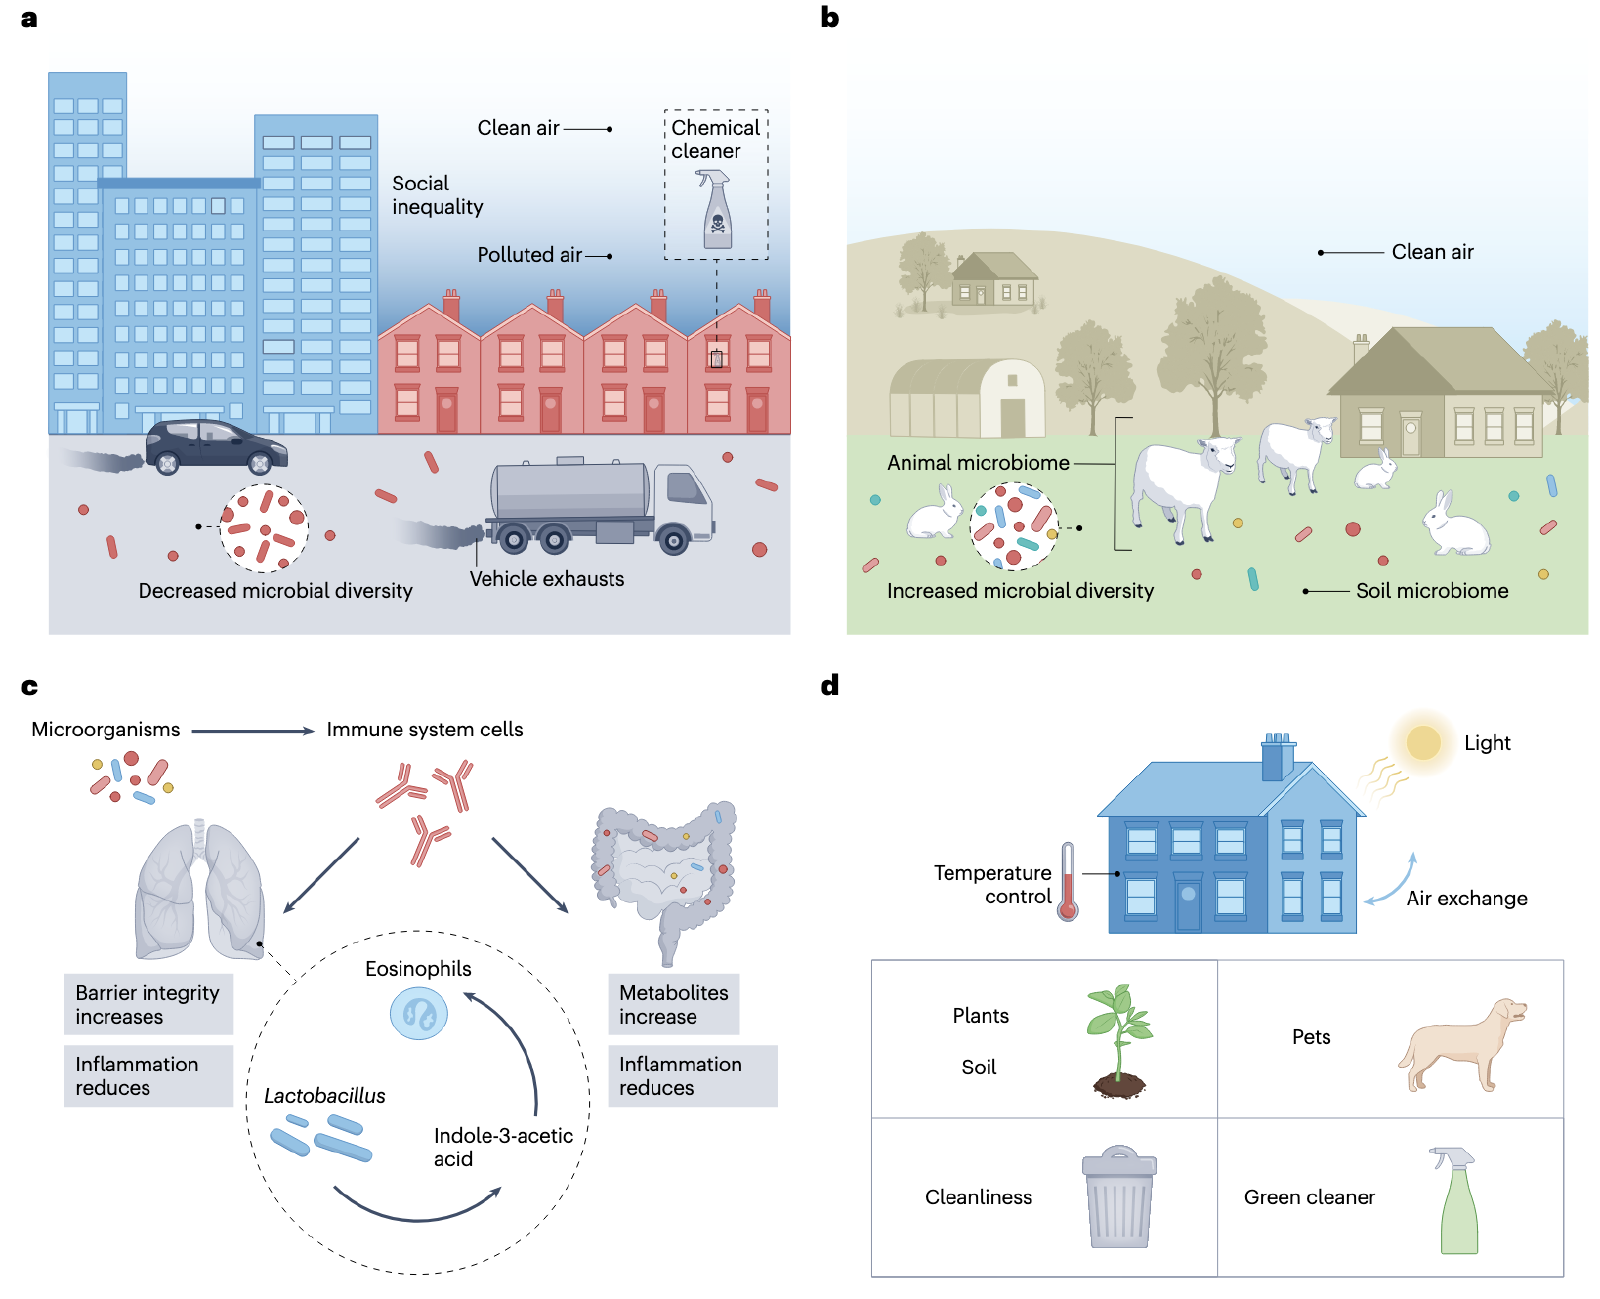 a
Clean air
Chemical
cleaner
Social
inequality
Polluted air
Decreased microbial diversity
Vehicle exhausts
b
Clean air
Animal microbiome
Increased microbial diversity
Soil microbiome
c
Microorganisms
Immune system cells
Barrier integrity
increases
Inflammation
reduces
Eosinophils
Lactobacillus
Indole-3-acetic
acid
Metabolites
increase
Inflammation
reduces
d
Light
Temperature
control
Air exchange
Plants
Soil
Pets
Cleanliness
Green cleaner